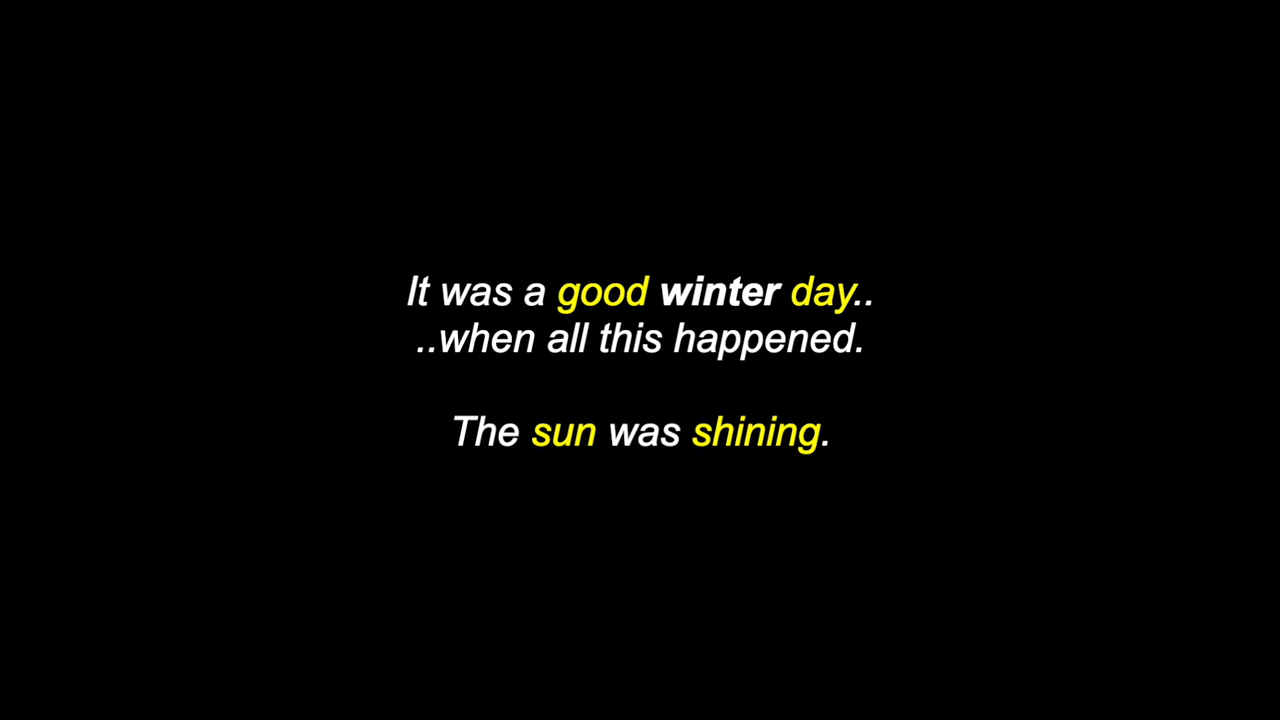 It was a good winter day..
..when all this happened.
The sun was shining.